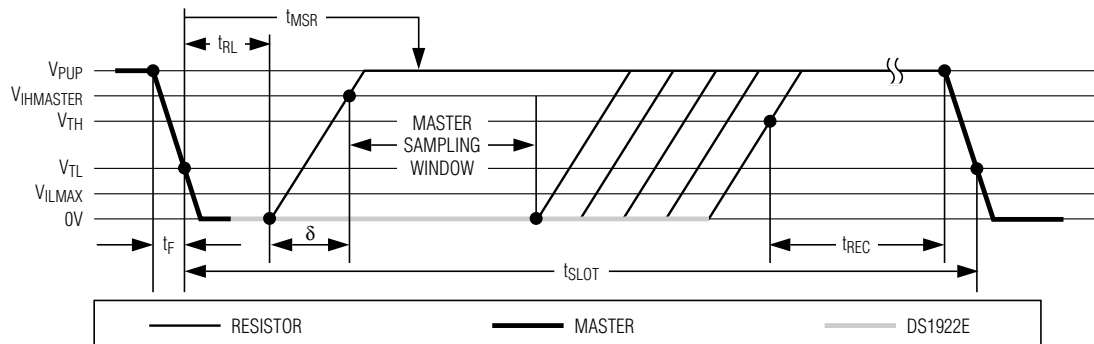 tMSR
tRL
VPUP
VIHMASTER
VTH
MASTER
SAMPLING
WINDOW
VTL
VILMAX
0V
tF
δ
tREC
tSLOT
RESISTOR
MASTER
DS1922E